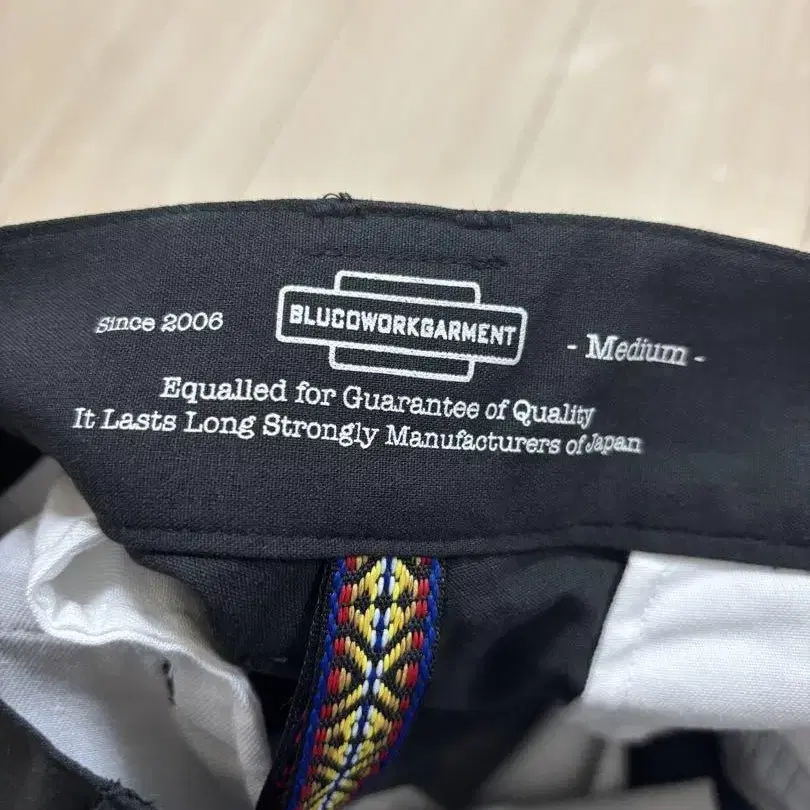 since 2006
BLUCOWORKGARMENT
- Medium -
Equalled for Guarantee of Quality
It Lasts Long Strongly Manufacturers of Japan